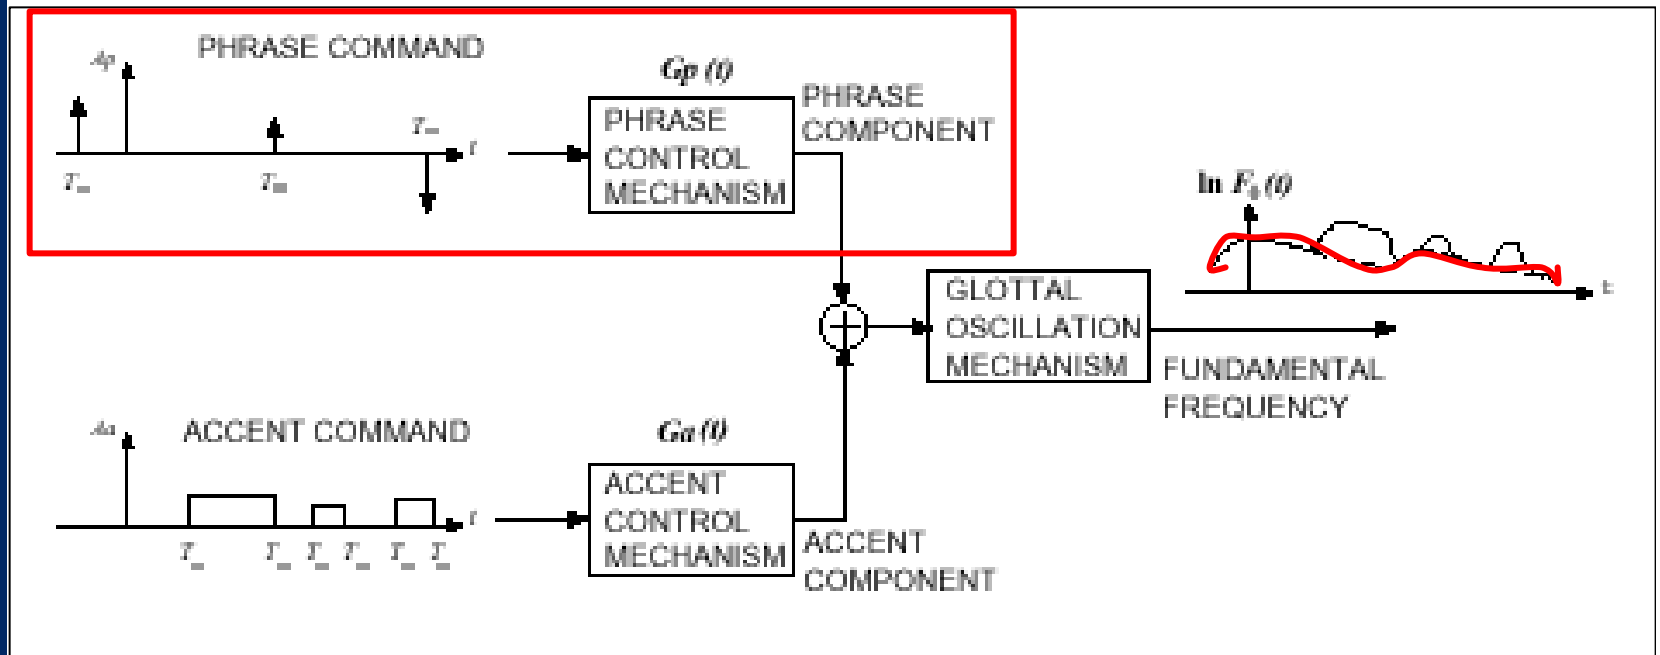 PHRASE COMMAND
Ap
Gp (t)
PHRASE
COMPONENT
PHRASE
CONTROL
MECHANISM
t
ln F0 (t)
GLOTTAL
OSCILLATION
MECHANISM
t
FUNDAMENTAL
FREQUENCY
Aa
ACCENT COMMAND
Ga (t)
ACCENT
CONTROL
MECHANISM
t
ACCENT
COMPONENT